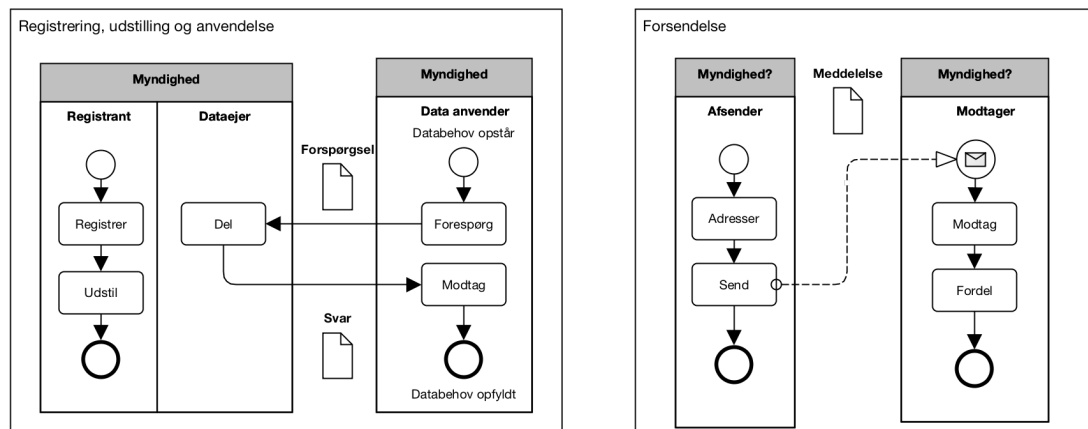 Registrering, udstilling og anvendelse
Myndighed
Registrant
Dataejer
Registrer
Udstil
Del
Forspørgsel
Svar
Myndighed
Data anvender
Databehov opstår
Forespørg
Modtag
Databehov opfyldt
Forsendelse
Myndighed?
Afsender
Adresser
Send
Meddelelse
Myndighed?
Modtager
Modtag
Fordel